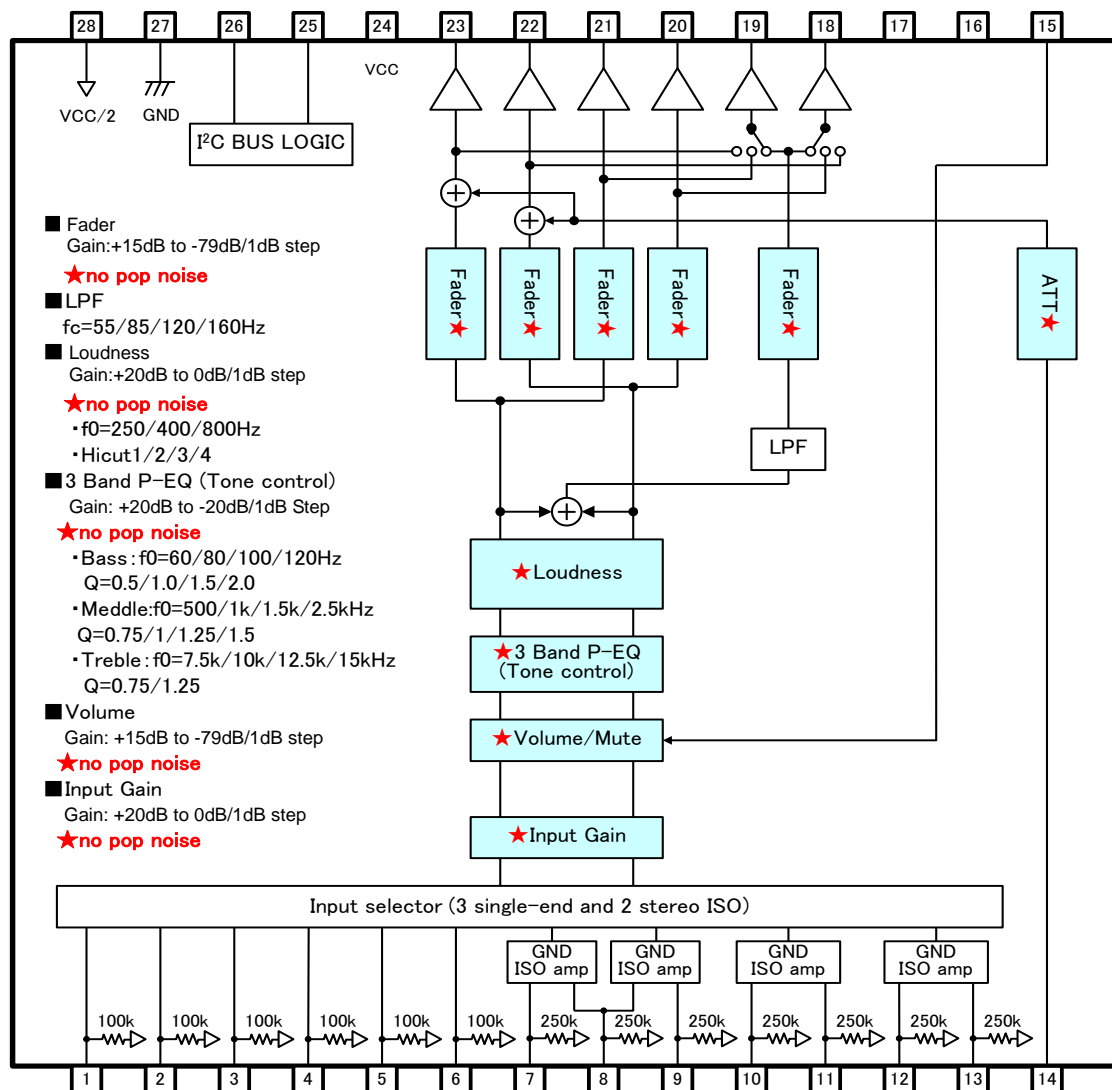 28 27 26 25 24 23 22 21 20 19 18 17 16 15
VCC
VCC/2
GND
I²C BUS LOGIC
■ Fader
Gain:+15dB to -79dB/1dB step
★no pop noise
■LPF
fc=55/85/120/160Hz
■ Loudness
Gain:+20dB to 0dB/1dB step
★no pop noise
・f0=250/400/800Hz
・Hicut1/2/3/4
■3 Band P-EQ (Tone control)
Gain: +20dB to -20dB/1dB Step
★no pop noise
・Bass:f0=60/80/100/120Hz
Q=0.5/1.0/1.5/2.0
・Meddle:f0=500/1k/1.5k/2.5kHz
Q=0.75/1/1.25/1.5
・Treble:f0=7.5k/10k/12.5k/15kHz
Q=0.75/1.25
■Volume
Gain: +15dB to -79dB/1dB step
★no pop noise
■Input Gain
Gain: +20dB to 0dB/1dB step
★no pop noise
Fader★
Fader★
Fader★
Fader★
Fader★
ATT★
LPF
★Loudness
★3 Band P-EQ
(Tone control)
★Volume/Mute
★Input Gain
Input selector (3 single-end and 2 stereo ISO)
GND
ISO amp
GND
ISO amp
GND
ISO amp
GND
ISO amp
100k 100k 100k 100k 100k 100k 250k 250k 250k 250k 250k 250k 250k
1 2 3 4 5 6 7 8 9 10 11 12 13 14